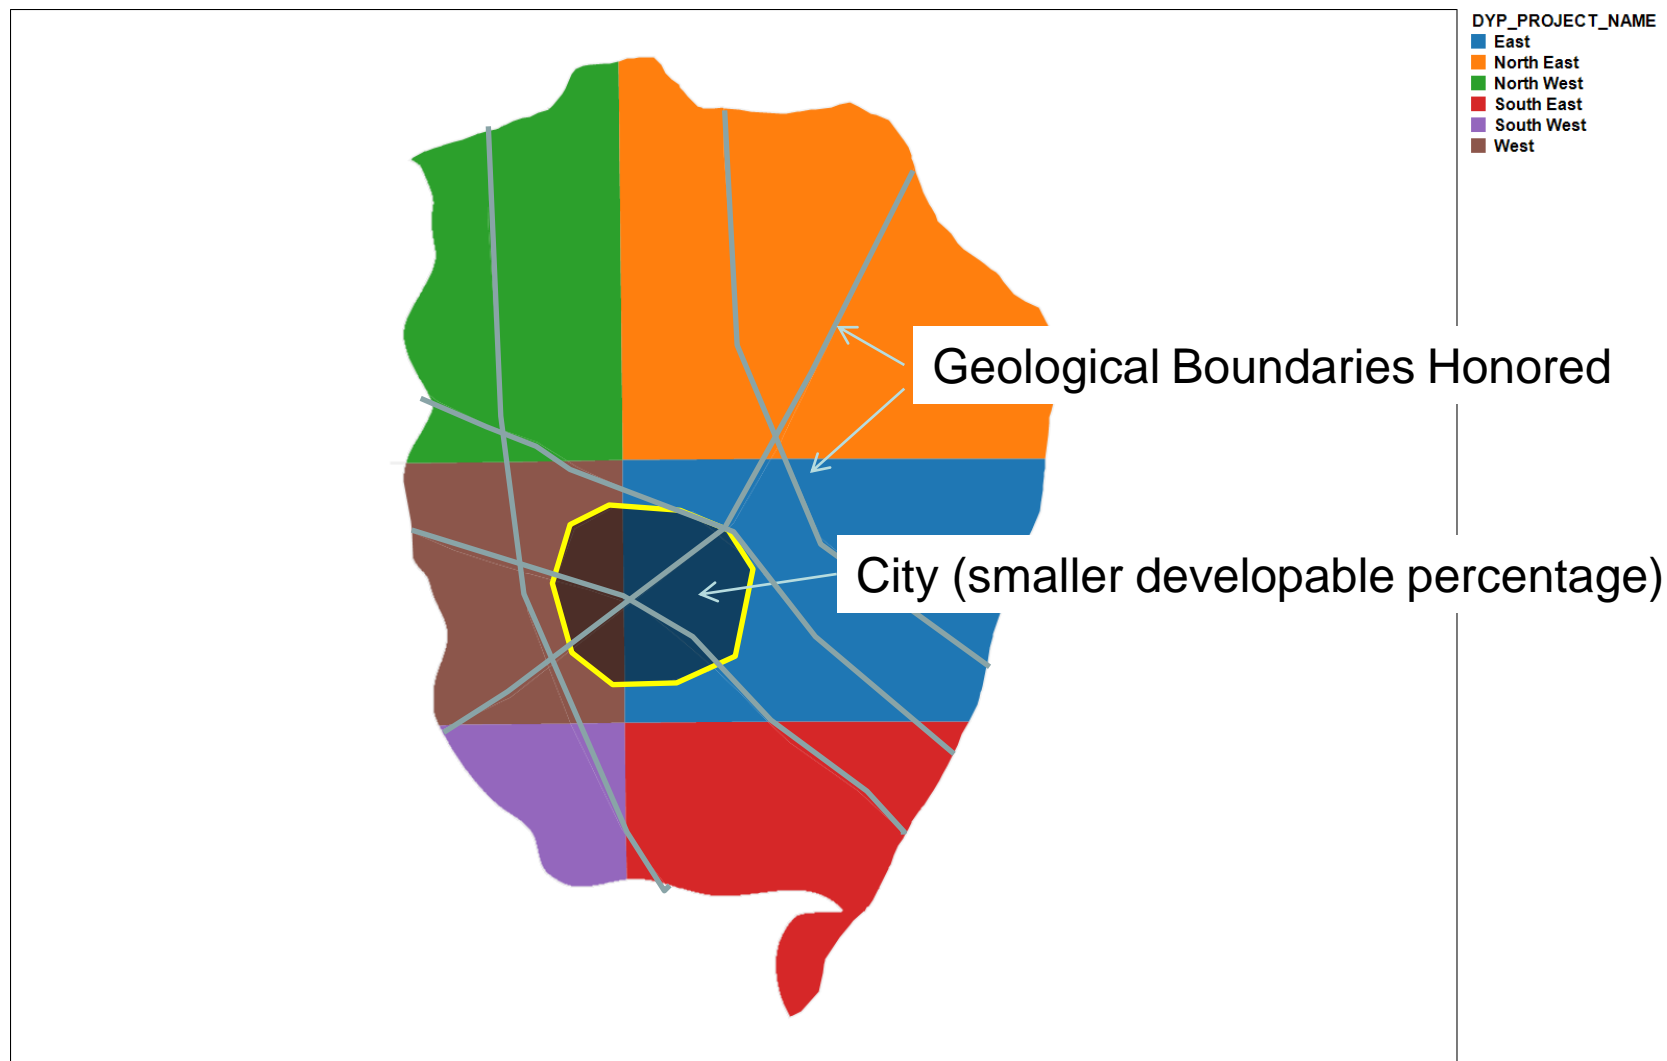 DYP_PROJECT_NAME
East
North East
North West
South East
South West
West
Geological Boundaries Honored
City (smaller developable percentage)